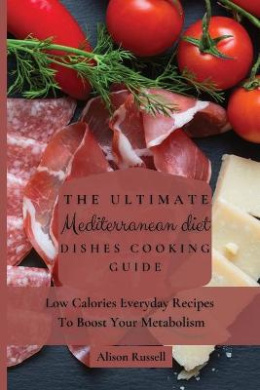 THE ULTIMATE
Mediterranean diet
DISHES COOKING
GUIDE
Low Calories Everyday Recipes
To Boost Your Metabolism
Alison Russell